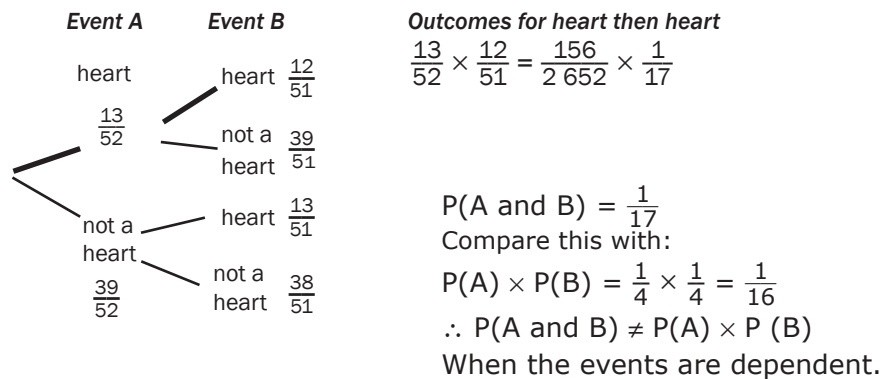 Event A Event B Outcomes for heart then heart
heart
13/52
heart 12/51
not a heart 39/51
not a heart
39/52
heart 13/51
not a heart 38/51
13/52 × 12/51 = 156/2 652 × 1/17
P(A and B) = 1/17
Compare this with:
P(A) × P(B) = 1/4 × 1/4 = 1/16
∴ P(A and B) ≠ P(A) × P (B)
When the events are dependent.